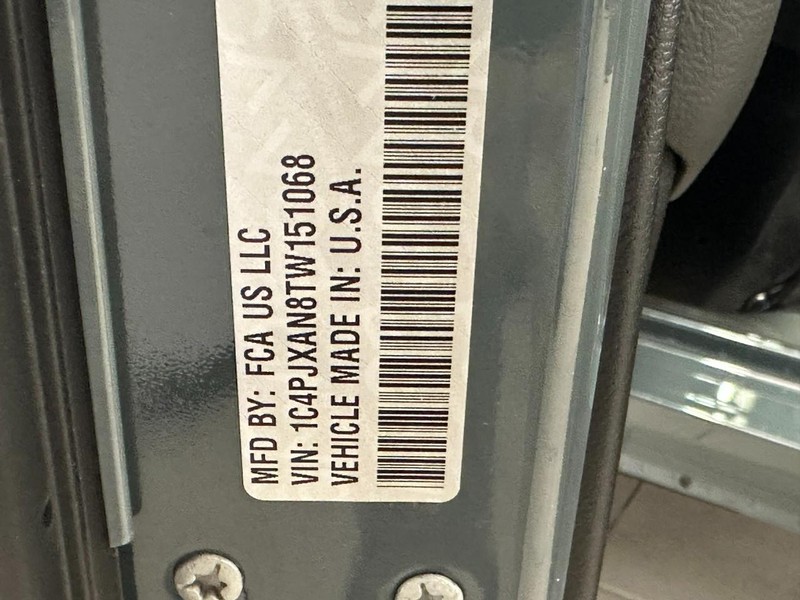 MFD BY: FCA US LLC
VIN: 1C4PJXAN8TW151068
VEHICLE MADE IN: U.S.A.